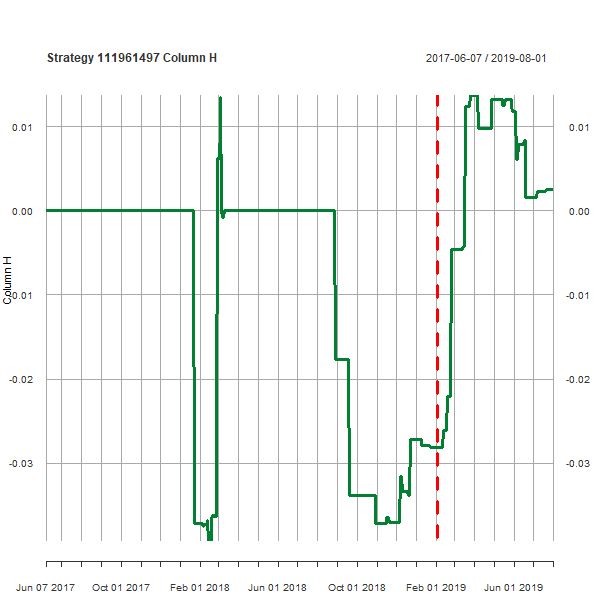 Strategy 111961497 Column H
2017-06-07 / 2019-08-01
0.01
0.01
0.00
0.00
Column H
-0.01
-0.01
-0.02
-0.02
-0.03
-0.03
Jun 07 2017
Oct 01 2017
Feb 01 2018
Jun 01 2018
Oct 01 2018
Feb 01 2019
Jun 01 2019